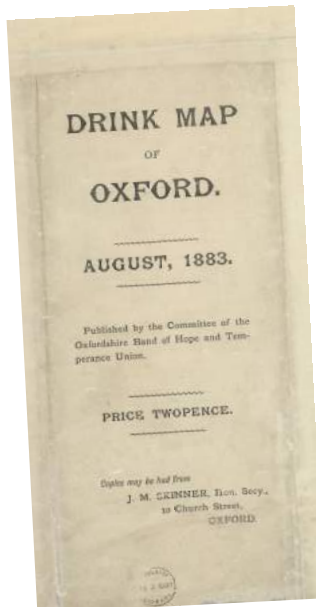 DRINK MAP
OF
OXFORD.
AUGUST, 1883.
Published by the Committee of the
Oxfordshire Band of Hope and Tem-
perance Union.
PRICE TWOPENCE.
Copies may be had from
J. M. SKINNER, Hon. Secy.,
10 Church Street,
OXFORD.